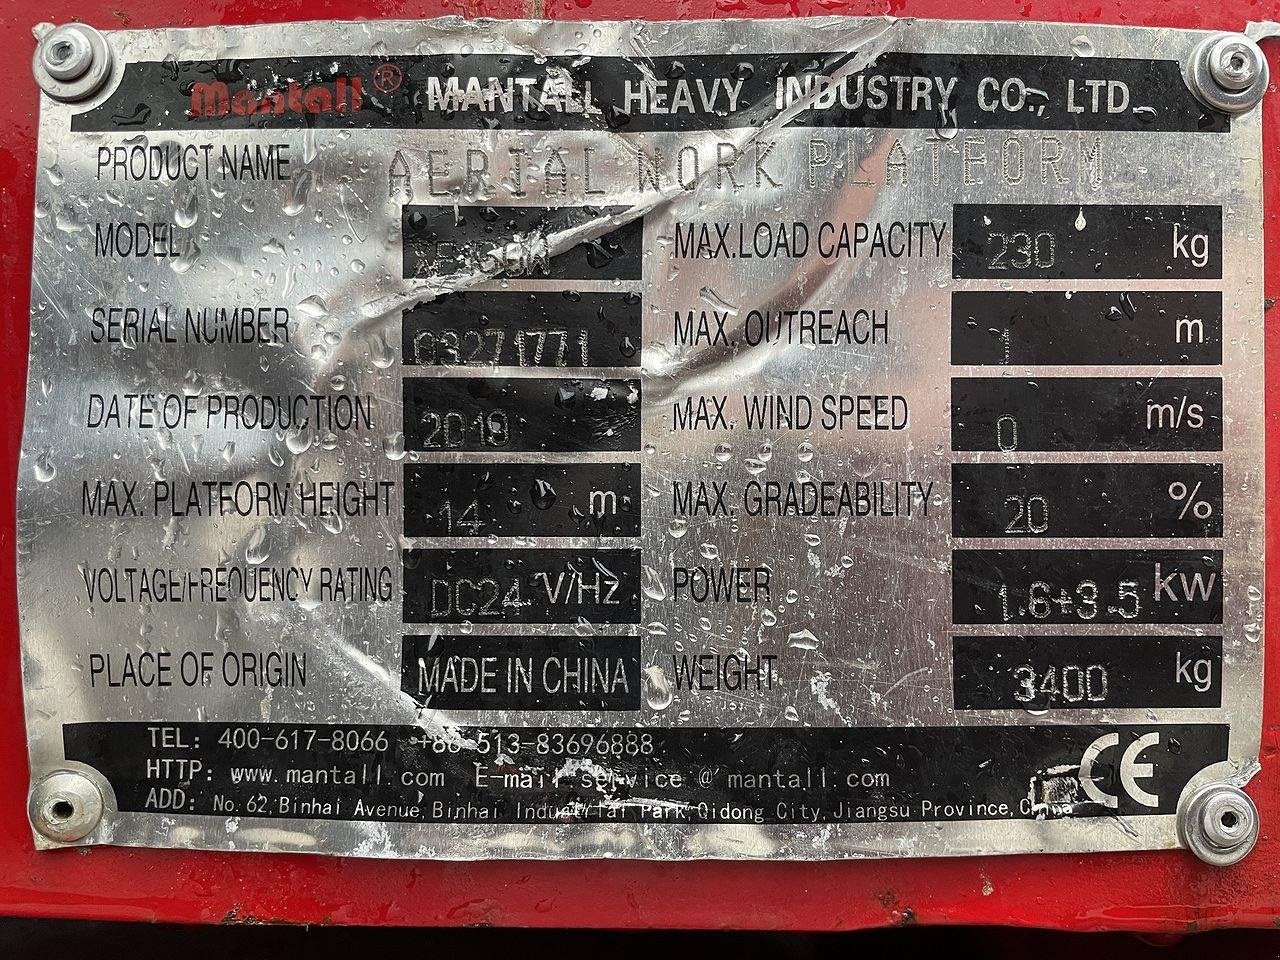 Mantall® MANTALL HEAVY INDUSTRY CO., LTD.
PRODUCT NAME AERIAL WORK PLATFORM
MODEL MAX.LOAD CAPACITY 230 kg
SERIAL NUMBER MAX. OUTREACH 1 m
DATE OF PRODUCTION 2019 MAX. WIND SPEED 0 m/s
MAX. PLATFORM HEIGHT 14 m MAX. GRADEABILITY 20 %
VOLTAGE/FREQUENCY RATING DC24 V/Hz POWER 1.6+3.5 kw
PLACE OF ORIGIN MADE IN CHINA WEIGHT 3400 kg
TEL: 400-617-8066 +86-513-83696888
HTTP: www.mantall.com E-mail:service @ mantall.com
ADD: No.62,Binhai Avenue,Binhai Industrial Park,Qidong City,Jiangsu Province,China
CE